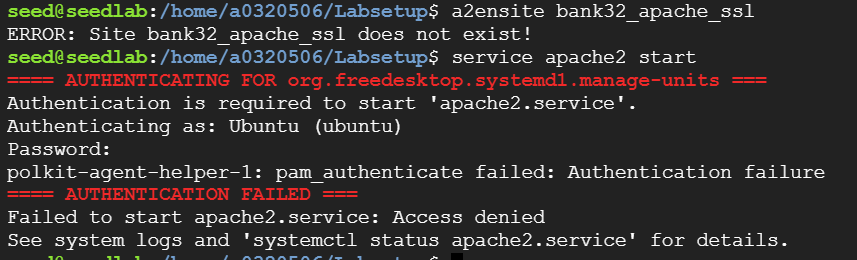 seed@seedlab:/home/a0320506/Labsetup$ a2ensite bank32_apache_ssl
ERROR: Site bank32_apache_ssl does not exist!
seed@seedlab:/home/a0320506/Labsetup$ service apache2 start
==== AUTHENTICATING FOR org.freedesktop.systemd1.manage-units ===
Authentication is required to start 'apache2.service'.
Authenticating as: Ubuntu (ubuntu)
Password:
polkit-agent-helper-1: pam_authenticate failed: Authentication failure
==== AUTHENTICATION FAILED ===
Failed to start apache2.service: Access denied
See system logs and 'systemctl status apache2.service' for details.
seed@seedlab:/home/a0320506/Labsetup$